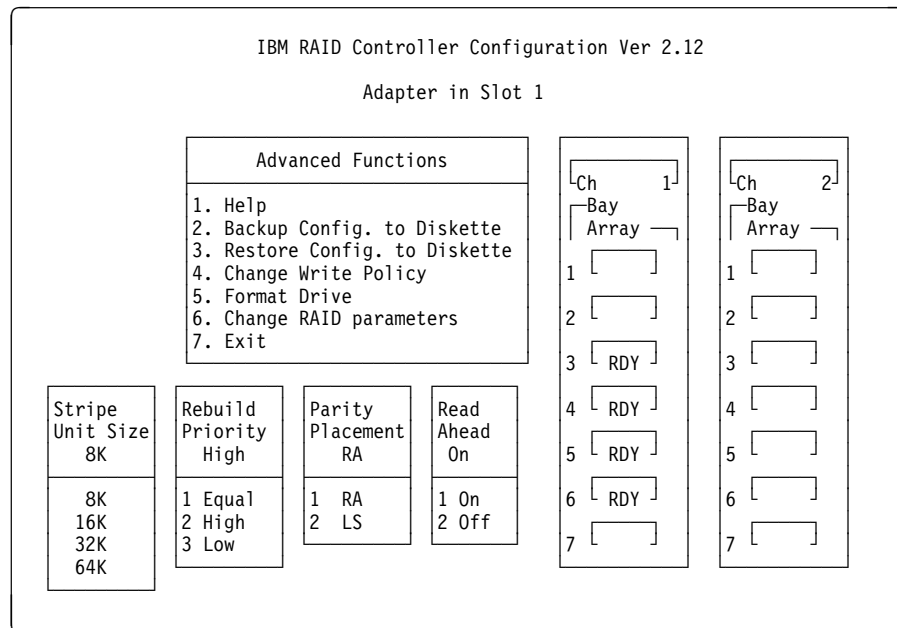 IBM RAID Controller Configuration Ver 2.12
Adapter in Slot 1
Advanced Functions
1. Help
2. Backup Config. to Diskette
3. Restore Config. to Diskette
4. Change Write Policy
5. Format Drive
6. Change RAID parameters
7. Exit
Stripe
Unit Size
8K
8K
16K
32K
64K
Rebuild
Priority
High
1 Equal
2 High
3 Low
Parity
Placement
RA
1 RA
2 LS
Read
Ahead
On
1 On
2 Off
Ch 1
Bay
Array
1
2
3 RDY
4 RDY
5 RDY
6 RDY
7
Ch 2
Bay
Array
1
2
3
4
5
6
7